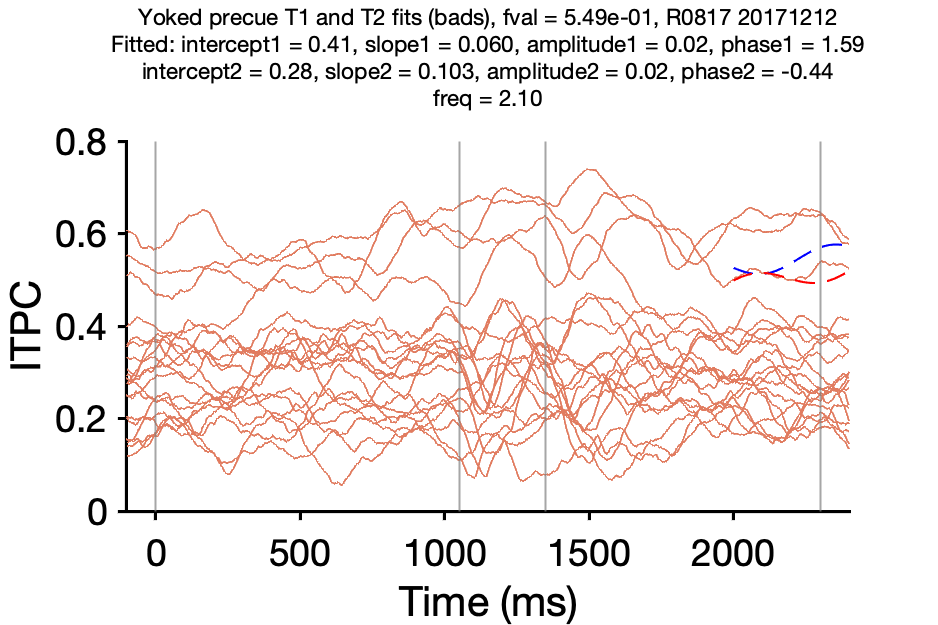 Yoked precue T1 and T2 fits (bads), fval = 5.49e-01, R0817 20171212
Fitted: intercept1 = 0.41, slope1 = 0.060, amplitude1 = 0.02, phase1 = 1.59
intercept2 = 0.28, slope2 = 0.103, amplitude2 = 0.02, phase2 = -0.44
freq = 2.10
0.8
0.6
0.4
0.2
0
ITPC
0 500 1000 1500 2000
Time (ms)